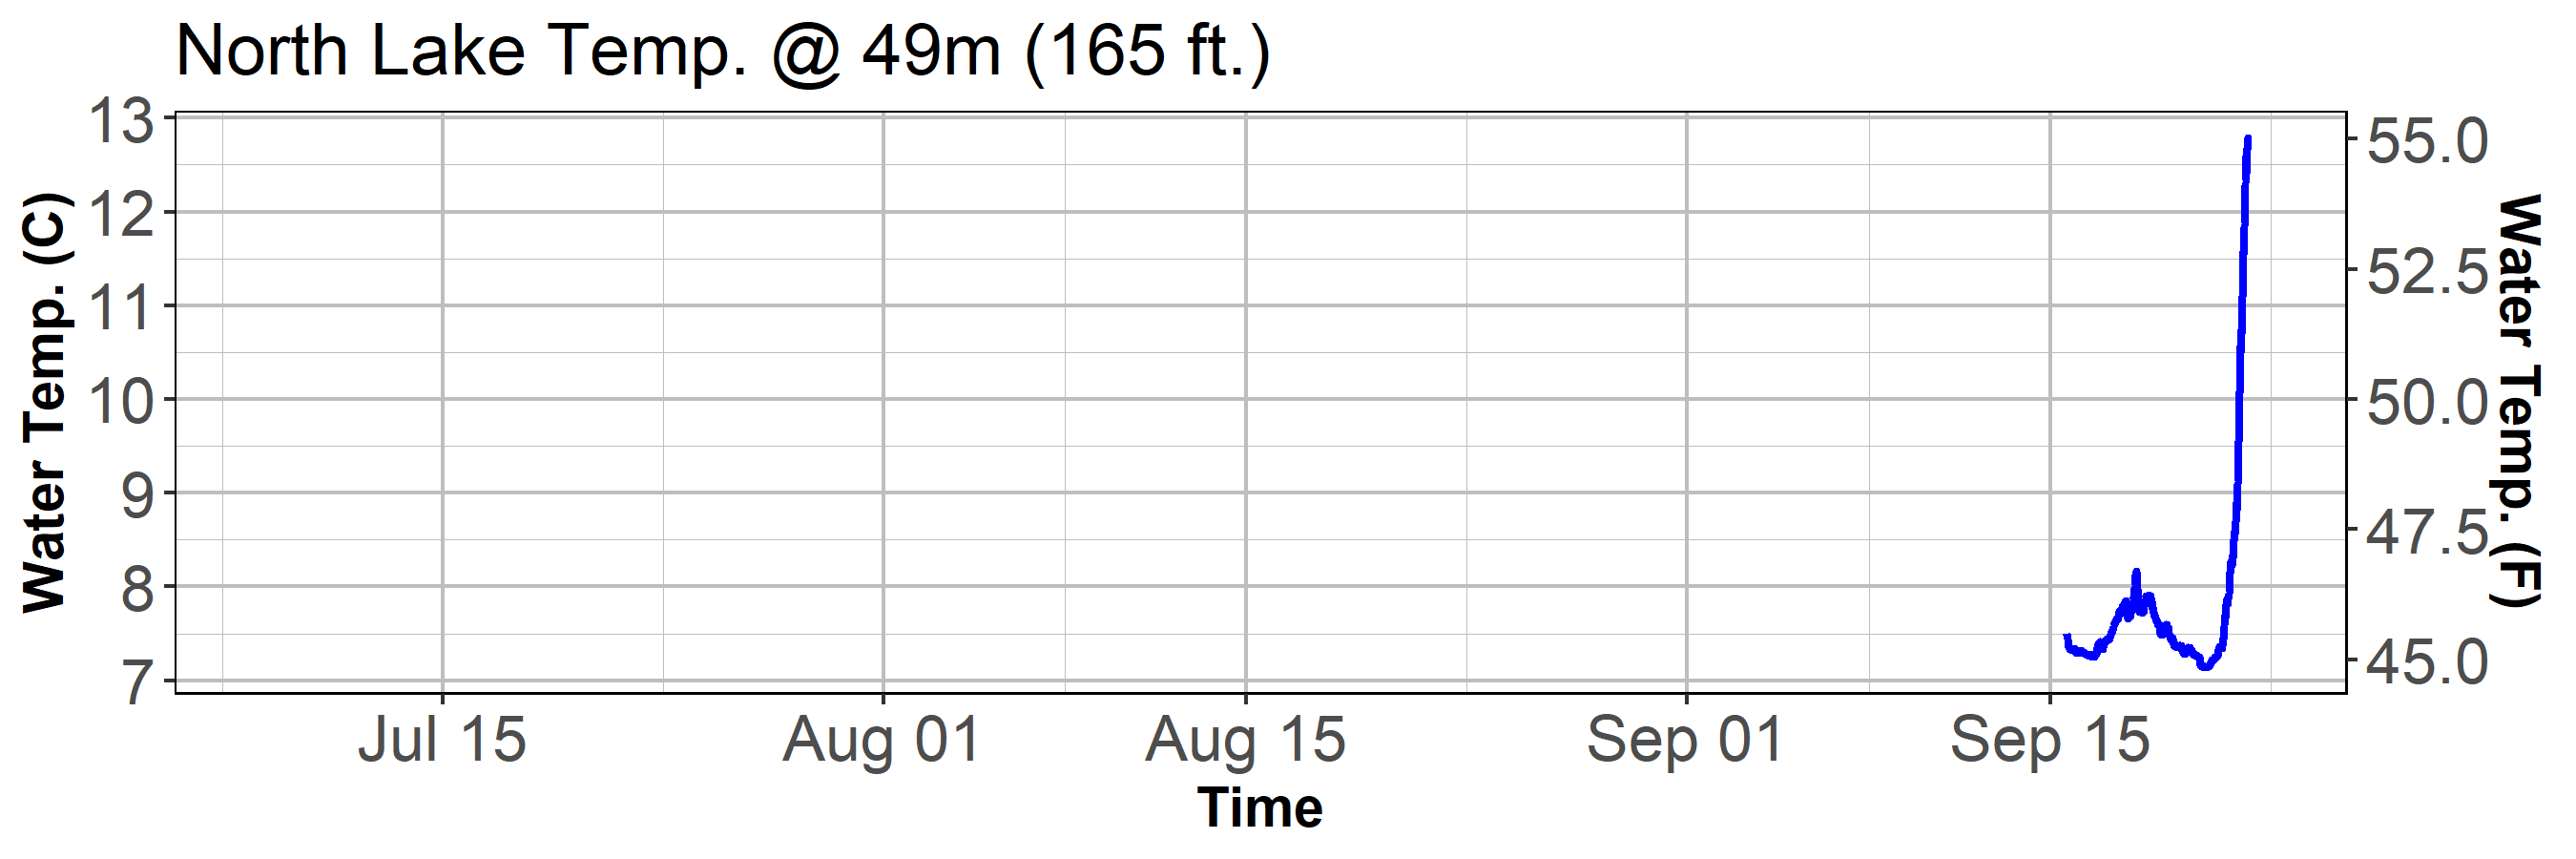 North Lake Temp. @ 49m (165 ft.)
Water Temp. (C)
13
12
11
10
9
8
7
55.0
52.5
50.0
47.5
45.0
Water Temp. (F)
Jul 15 Aug 01 Aug 15 Sep 01 Sep 15
Time